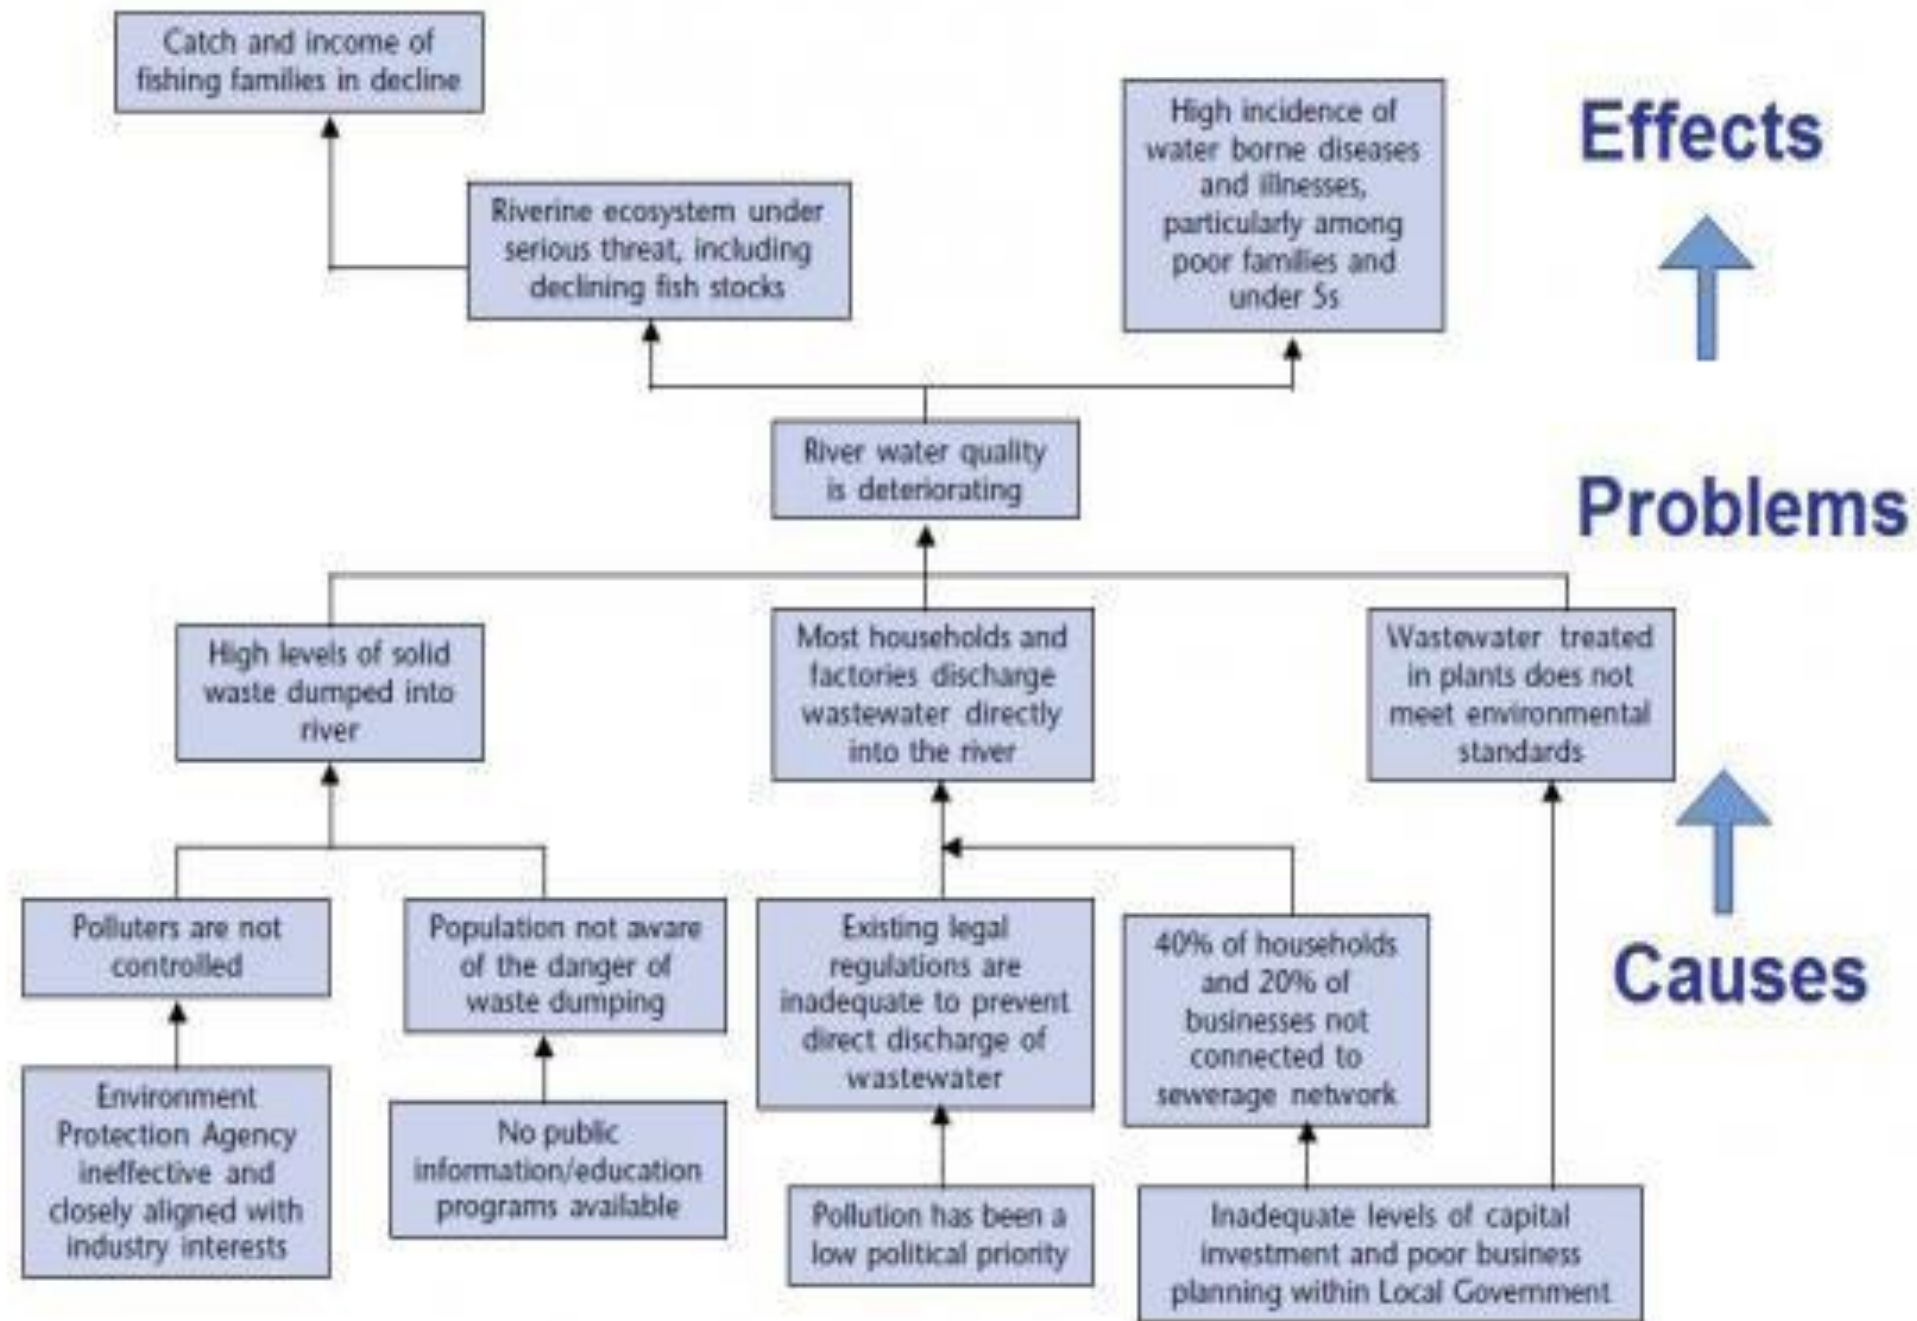 Catch and income of
fishing families in decline
High incidence of
water borne diseases
and illnesses,
particularly among
poor families and
under 5s
Effects
Riverine ecosystem under
serious threat, including
declining fish stocks
River water quality
is deteriorating
Problems
High levels of solid
waste dumped into
river
Most households and
factories discharge
wastewater directly
into the river
Wastewater treated
in plants does not
meet environmental
standards
Polluters are not
controlled
Population not aware
of the danger of
waste dumping
Existing legal
regulations are
inadequate to prevent
direct discharge of
wastewater
40% of households
and 20% of
businesses not
connected to
sewerage network
Causes
Environment
Protection Agency
ineffective and
closely aligned with
industry interests
No public
information/education
programs available
Pollution has been a
low political priority
Inadequate levels of capital
investment and poor business
planning within Local Government